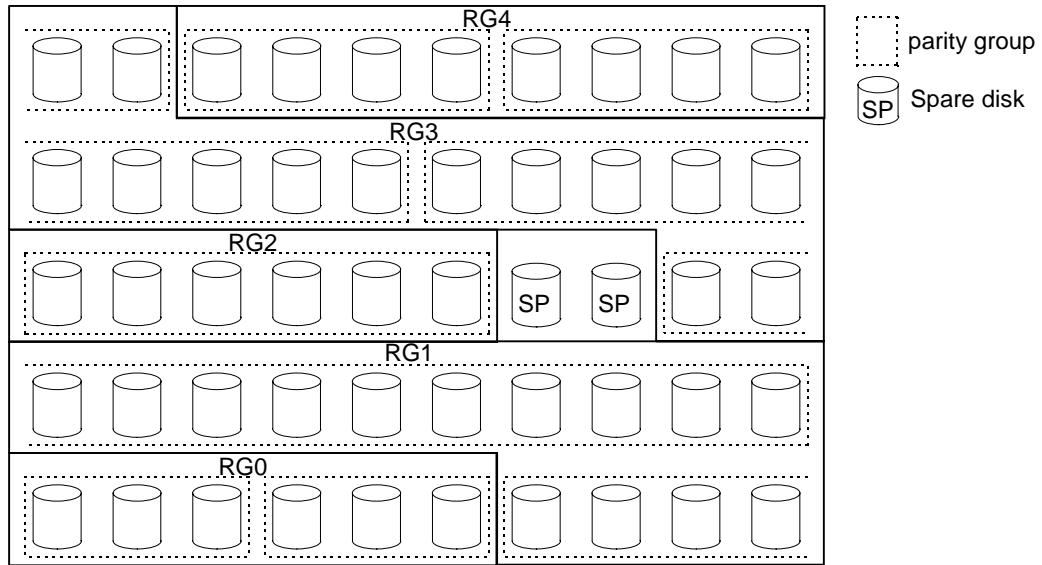 RG4
parity group
SP Spare disk
RG3
RG2
SP SP
RG1
RG0